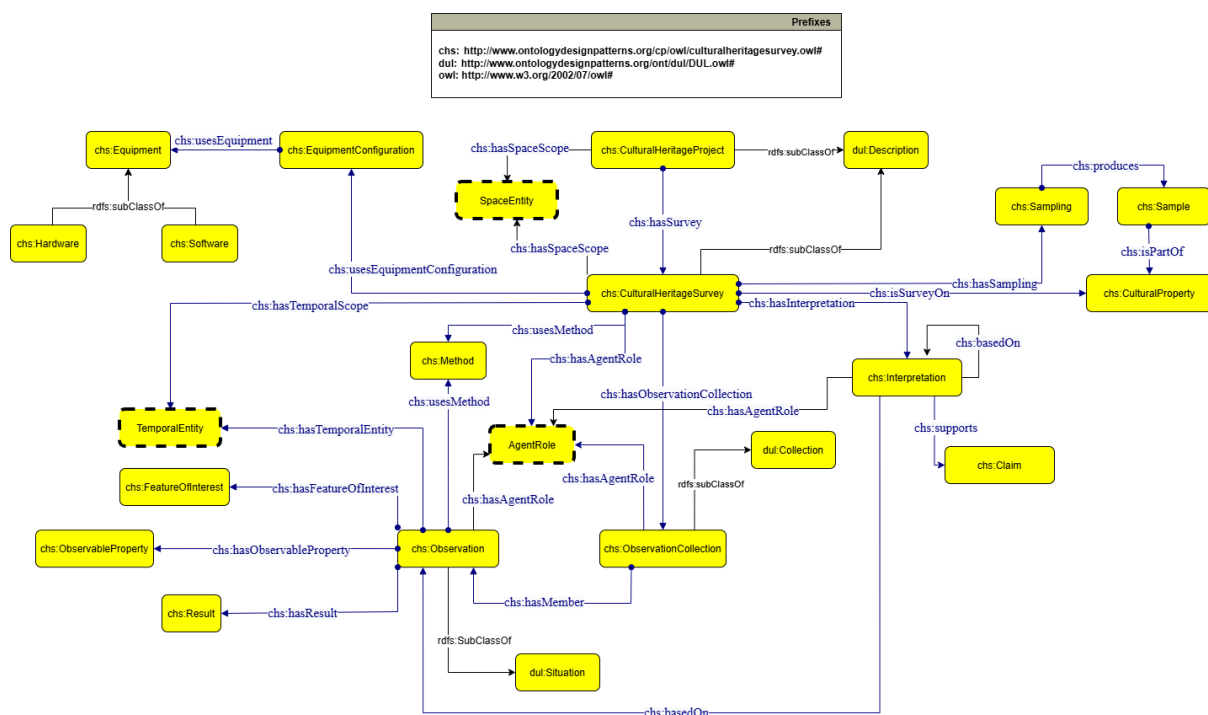 Prefixes
chs: http://www.ontologydesignpatterns.org/cp/owl/culturalheritagesurvey.owl#
dul: http://www.ontologydesignpatterns.org/ont/dul/DUL.owl#
owl: http://www.w3.org/2002/07/owl#
chs:Equipment
chs:usesEquipment
chs:EquipmentConfiguration
chs:hasSpaceScope
chs:CulturalHeritageProject
rdfs:subClassOf
dul:Description
chs:produces
SpaceEntity
chs:Sampling
chs:Sample
rdfs:subClassOf
chs:hasSurvey
chs:Hardware
chs:Software
chs:hasSpaceScope
rdfs:subClassOf
chs:isPartOf
chs:usesEquipmentConfiguration
chs:CulturalHeritageSurvey
chs:hasSampling
chs:isSurveyOn
chs:CulturalProperty
chs:hasTemporalScope
chs:hasInterpretation
chs:usesMethod
chs:basedOn
chs:Method
chs:hasAgentRole
chs:Interpretation
chs:hasObservationCollection
chs:usesMethod
chs:hasAgentRole
TemporalEntity
chs:hasTemporalEntity
AgentRole
chs:supports
dul:Collection
chs:Claim
chs:FeatureOfInterest
chs:hasFeatureOfInterest
chs:hasAgentRole
chs:hasAgentRole
rdfs:subClassOf
chs:ObservableProperty
chs:hasObservableProperty
chs:Observation
chs:ObservationCollection
chs:Result
chs:hasResult
chs:hasMember
rdfs:SubClassOf
dul:Situation
chs:basedOn